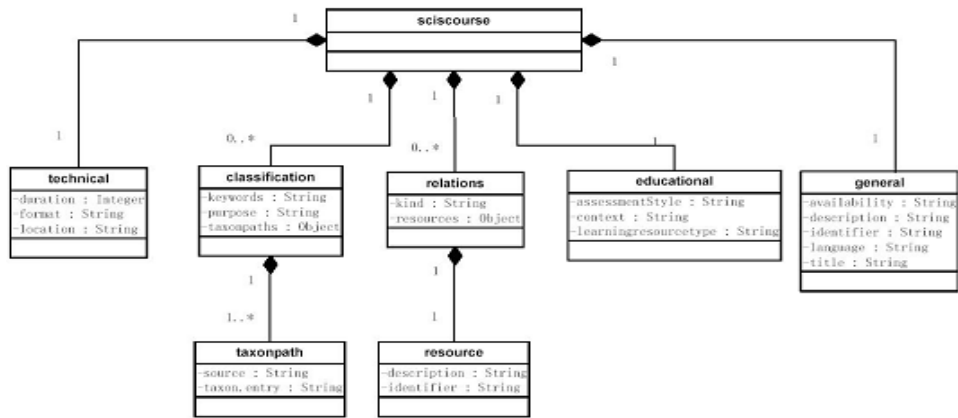 sciscourse
1
1
1
1
1
1
0..*
0..*
1
1
technical
-duration : Integer
-format : String
-location : String
classification
-keywords : String
-purpose : String
-taxonpaths : Object
relations
-kind : String
-resources : Object
educational
-assessmentStyle : String
-context : String
-learningresourcetype : String
general
-availability : String
-description : String
-identifier : String
-language : String
-title : String
1
1
1..*
1
taxonpath
-source : String
-taxon.entry : String
resource
-description : String
-identifier : String